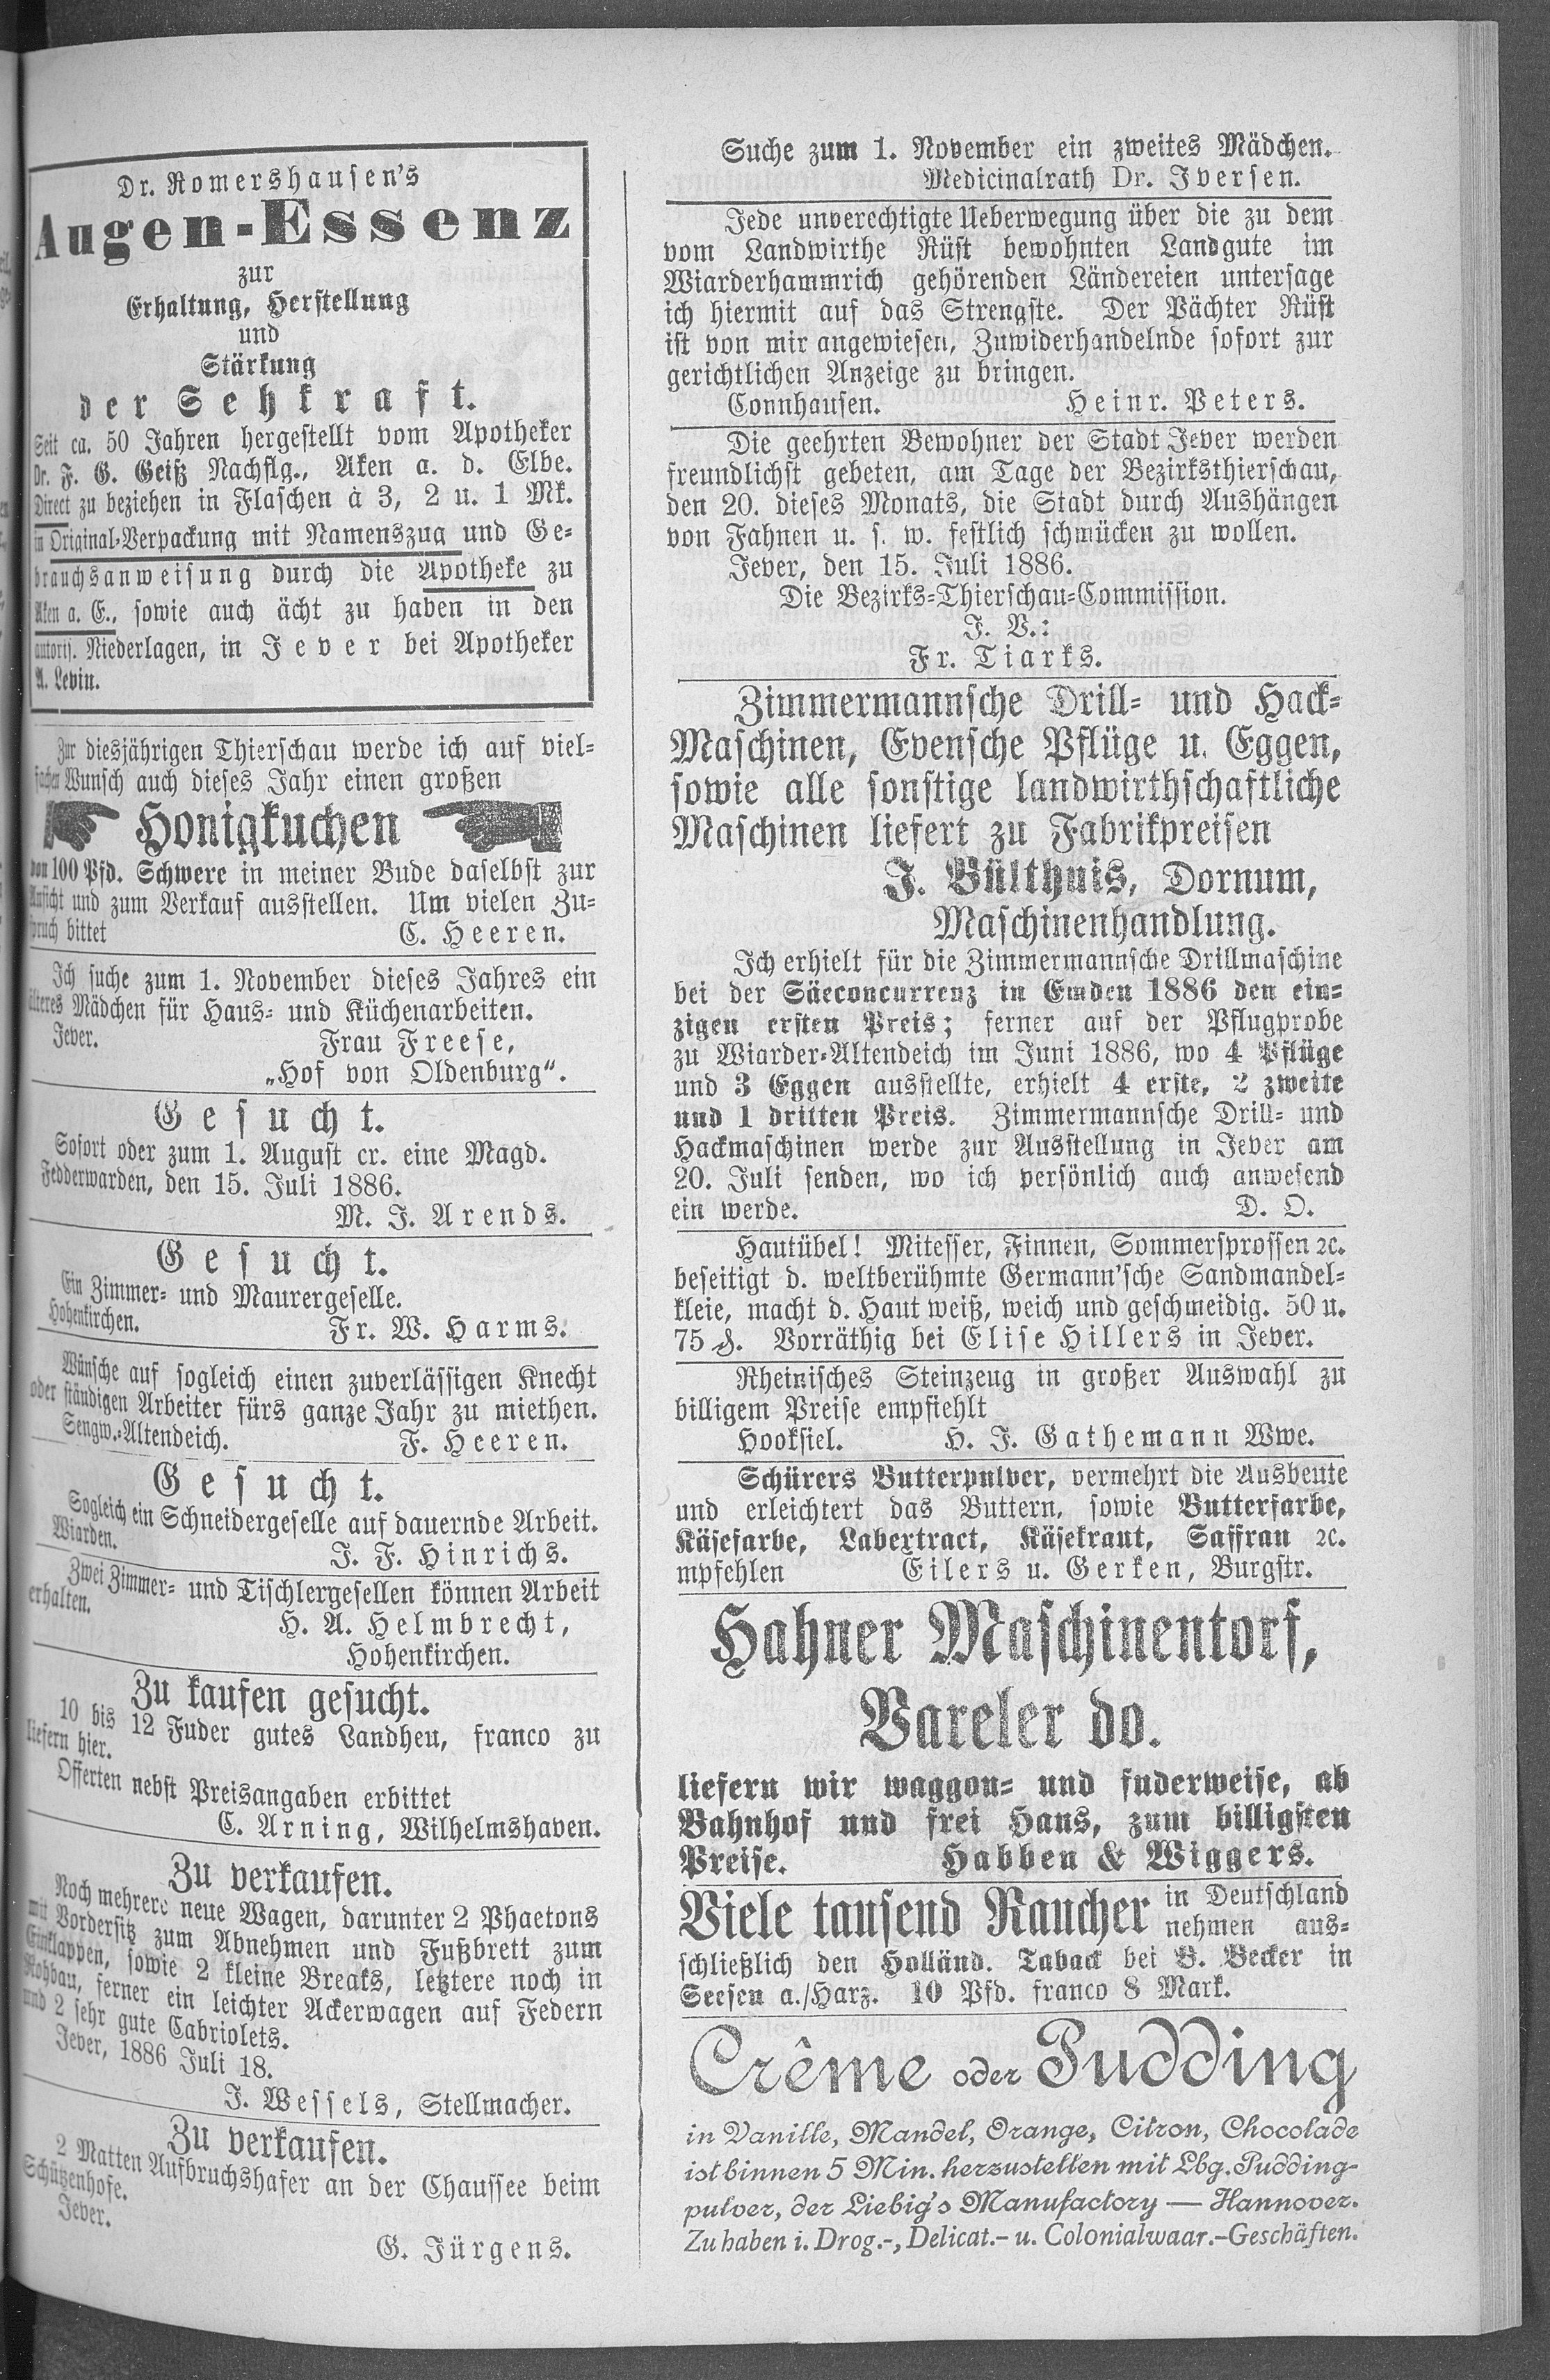 Dr. Romershausen's
Augen-Essenz
zur
Erhaltung, Herstellung
und
Stärkung
der Sehkraft.
Seit ca. 50 Jahren hergestellt vom Apotheker
Dr. F. G. Geiß Nachflg., Aken a. d. Elbe.
Direct zu beziehen in Flaschen à 3, 2 u. 1 Mk.
in Original-Verpackung mit Namenszug und Ge-
brauchsanweisung durch die Apotheke zu
Aken a. E., sowie auch ächt zu haben in den
autoris. Niederlagen, in Jever bei Apotheker
A. Levin.
Zur diesjährigen Thierschau werde ich auf viel-
fachen Wunsch auch dieses Jahr einen großen
Honigkuchen
von 100 Pfd. Schwere in meiner Bude daselbst zur
Ansicht und zum Verkauf ausstellen. Um vielen Zu-
spruch bittet C. Heeren.
Ich suche zum 1. November dieses Jahres ein
älteres Mädchen für Haus- und Küchenarbeiten.
Jever. Frau Freese,
„Hof von Oldenburg“.
Gesucht.
Sofort oder zum 1. August cr. eine Magd.
Fedderwarden, den 15. Juli 1886.
M. J. Arends.
Gesucht.
Ein Zimmer- und Maurergeselle.
Hohenkirchen. Fr. W. Harms.
Wünsche auf sogleich einen zuverlässigen Knecht
oder ständigen Arbeiter fürs ganze Jahr zu miethen.
Sengw.-Altendeich. F. Heeren.
Gesucht.
Sogleich ein Schneidergeselle auf dauernde Arbeit.
Wiarden. J. F. Hinrichs.
Zwei Zimmer- und Tischlergesellen können Arbeit
erhalten.
H. A. Helmbrecht,
Hohenkirchen.
Zu kaufen gesucht.
10 bis 12 Fuder gutes Landheu, franco zu
liefern hier.
Offerten nebst Preisangaben erbittet
C. Arning, Wilhelmshaven.
Zu verkaufen.
Noch mehrere neue Wagen, darunter 2 Phaetons
mit Vordersitz zum Abnehmen und Fußbrett zum
Einklappen, sowie 2 kleine Breaks, letztere noch in
Rohbau, ferner ein leichter Ackerwagen auf Federn
und 2 sehr gute Cabriolets.
Jever, 1886 Juli 18.
J. Wessels, Stellmacher.
Zu verkaufen.
2 Matten Aufbruchshafer an der Chaussee beim
Schützenhofe.
Jever.
G. Jürgens.
Suche zum 1. November ein zweites Mädchen.
Medicinalrath Dr. Iversen.
Jede unverechtigte Ueberwegung über die zu dem
vom Landwirthe Rüst bewohnten Landgute im
Wiarderhammrich gehörenden Ländereien untersage
ich hiermit auf das Strengste. Der Pächter Rüst
ist von mir angewiesen, Zuwiderhandelnde sofort zur
gerichtlichen Anzeige zu bringen.
Connhausen. Heinr. Peters.
Die geehrten Bewohner der Stadt Jever werden
freundlichst gebeten, am Tage der Bezirksthierschau,
den 20. dieses Monats, die Stadt durch Aushängen
von Fahnen u. s. w. festlich schmücken zu wollen.
Jever, den 15. Juli 1886.
Die Bezirks-Thierschau-Commission.
J. V.:
Fr. Tiarks.
Zimmermannsche Drill- und Hack-
Maschinen, Evensche Pflüge u. Eggen,
sowie alle sonstige landwirthschaftliche
Maschinen liefert zu Fabrikpreisen
J. Bülthuis, Dornum,
Maschinenhandlung.
Ich erhielt für die Zimmermannsche Drillmaschine
bei der Säeconcurrenz in Emden 1886 den ein-
zigen ersten Preis; ferner auf der Pflugprobe
zu Wiarder-Altendeich im Juni 1886, wo 4 Pflüge
und 3 Eggen ausstellte, erhielt 4 erste, 2 zweite
und 1 dritten Preis. Zimmermannsche Drill- und
Hackmaschinen werde zur Ausstellung in Jever am
20. Juli senden, wo ich persönlich auch anwesend
ein werde. D. O.
Hautübel! Mitesser, Finnen, Sommersprossen ꝛc.
beseitigt d. weltberühmte Germann'sche Sandmandel-
kleie, macht d. Haut weiß, weich und geschmeidig. 50 u.
75 ₰. Vorräthig bei Elise Hillers in Jever.
Rheinisches Steinzeug in großer Auswahl zu
billigem Preise empfiehlt
Hooksiel. H. J. Gathemann Wwe.
Schürers Butterpulver, vermehrt die Ausbeute
und erleichtert das Buttern, sowie Butterfarbe,
Käsefarbe, Labextract, Käsekraut, Saffran ꝛc.
mpfehlen Eilers u. Gerken, Burgstr.
Hahner Maschinentorf,
Vareler do.
liefern wir waggon- und fuderweise, ab
Bahnhof und frei Haus, zum billigsten
Preise. Habben & Wiggers.
Viele tausend Raucher in Deutschland
nehmen aus-
schließlich den Holländ. Taback bei B. Becker in
Seesen a./Harz. 10 Pfd. franco 8 Mark.
Crême oder Pudding
in Vanille, Mandel, Orange, Citron, Chocolade
ist binnen 5 Min. herzustellen mit Lbg. Pudding-
pulver, der Liebig's Manufactory — Hannover.
Zu haben i. Drog.-, Delicat.- u. Colonialwaar.-Geschäften.